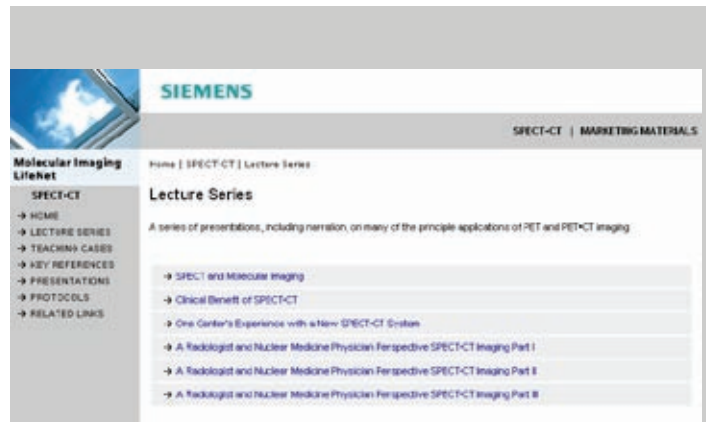 SIEMENS
SPECT-CT | MARKETING MATERIALS
Molecular Imaging
LifeNet
SPECT-CT
→ HOME
→ LECTURE SERIES
→ TEACHING CASES
→ KEY REFERENCES
→ PRESENTATIONS
→ PROTOCOLS
→ RELATED LINKS
Home | SPECT-CT | Lecture Series
Lecture Series
A series of presentations, including narration, on many of the principle applications of PET and PET•CT imaging
→ SPECT and Molecular Imaging
→ Clinical Benefit of SPECT-CT
→ One Center's Experience with a New SPECT-CT System
→ A Radiologist and Nuclear Medicine Physician Perspective SPECT-CT Imaging Part I
→ A Radiologist and Nuclear Medicine Physician Perspective SPECT-CT Imaging Part II
→ A Radiologist and Nuclear Medicine Physician Perspective SPECT-CT Imaging Part III